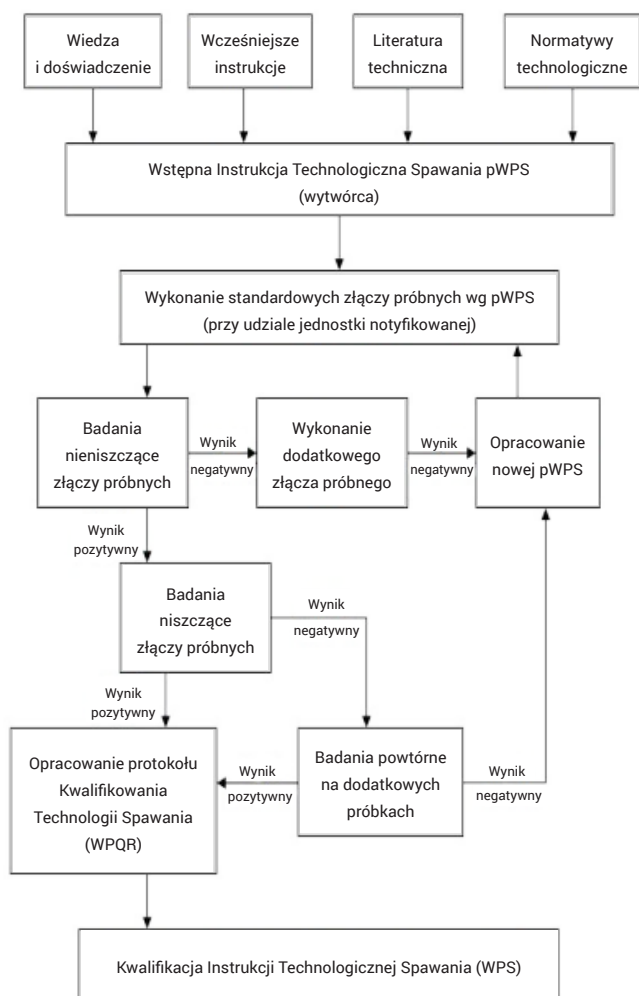 Wiedza
i doświadczenie
Wcześniejsze
instrukcje
Literatura
techniczna
Normatywy
technologiczne
Wstępna Instrukcja Technologiczna Spawania pWPS
(wytwórca)
Wykonanie standardowych złączy próbnych wg pWPS
(przy udziale jednostki notyfikowanej)
Badania
nieniszczące
złączy próbnych
Wynik
negatywny
Wykonanie
dodatkowego
złącza próbnego
Wynik
negatywny
Opracowanie
nowej pWPS
Wynik
pozytywny
Badania
niszczące
złączy próbnych
Wynik
negatywny
Wynik
pozytywny
Opracowanie protokołu
Kwalifikowania
Technologii Spawania
(WPQR)
Wynik
pozytywny
Badania powtórne
na dodatkowych
próbkach
Wynik
negatywny
Kwalifikacja Instrukcji Technologicznej Spawania (WPS)